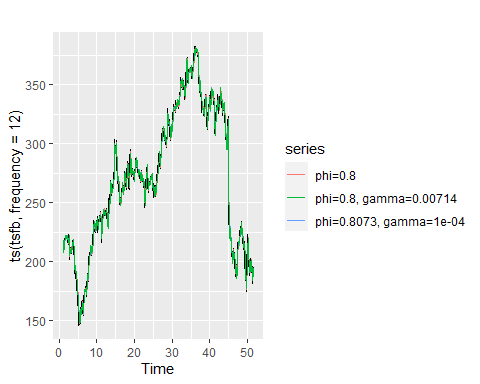 ts(tsfb, frequency = 12)
350
300
250
200
150
0 10 20 30 40 50
Time
series
phi=0.8
phi=0.8, gamma=0.00714
phi=0.8073, gamma=1e-04